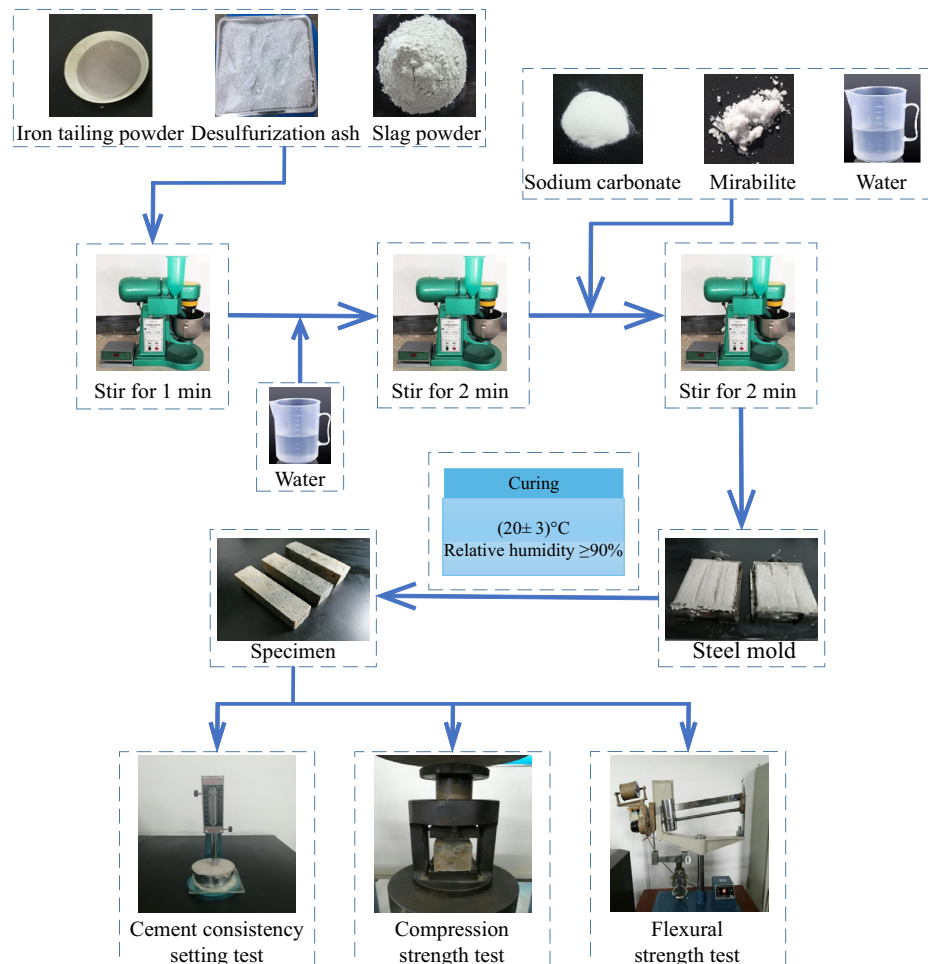 Iron tailing powder
Desulfurization ash
Slag powder
Sodium carbonate
Mirabilite
Water
Stir for 1 min
Stir for 2 min
Stir for 2 min
Water
Curing
(20± 3)°C
Relative humidity ≥90%
Specimen
Steel mold
Cement consistency
setting test
Compression
strength test
0
Flexural
strength test